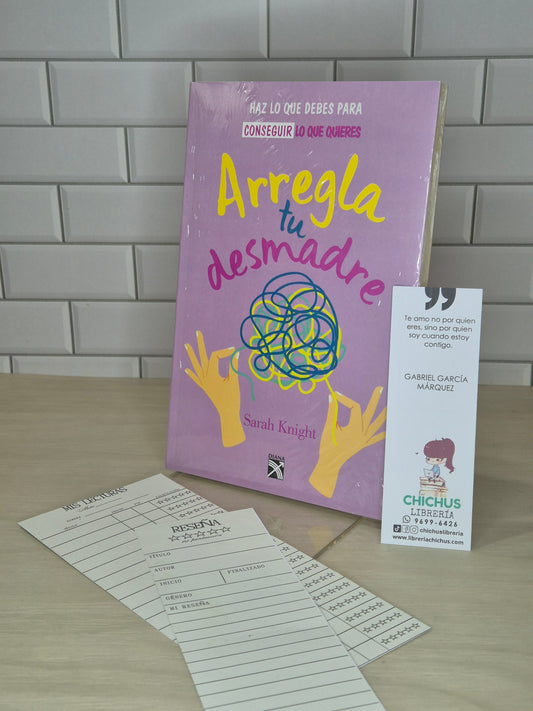 HAZ LO QUE DEBES PARA
CONSEGUIR LO QUE QUIERES
Arregla
tu
desmadre
Sarah Knight
DIANA
Te amo no por quien
eres, sino por quien
soy cuando estoy
contigo.
GABRIEL GARCÍA
MÁRQUEZ
CHICHUS
LIBRERÍA
9699-6426
chichuslibreria
www.libreriachichus.com
MIS LECTURAS
RESEÑA
TÍTULO
AUTOR
INICIO
FINALIZADO
GÉNERO
MI RESEÑA